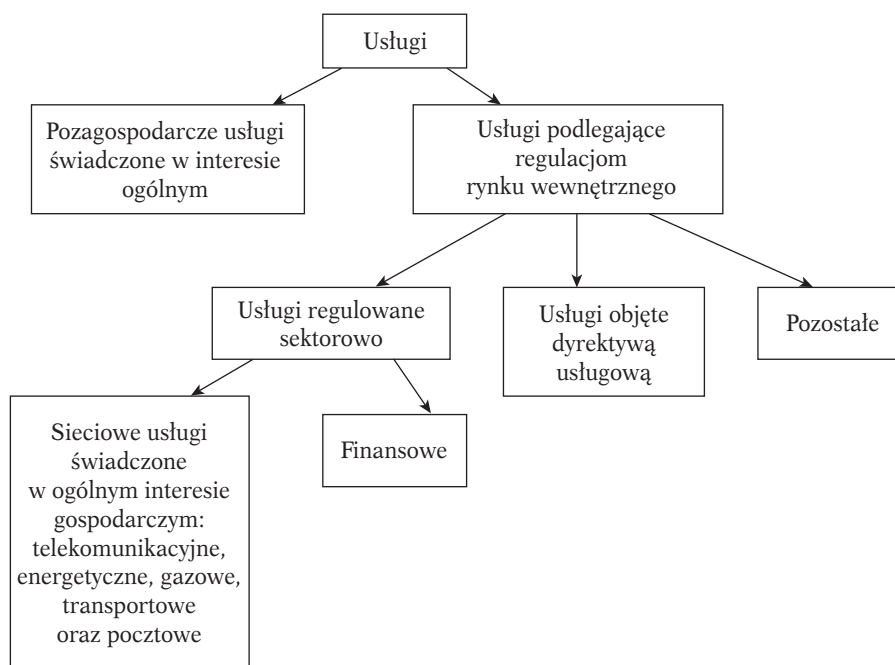 Usługi
Pozagospodarcze usługi
świadczone w interesie
ogólnym
Usługi podlegające
regulacjom
rynku wewnętrznego
Usługi regulowane
sektorowo
Usługi objęte
dyrektywą
usługową
Pozostałe
Sieciowe usługi
świadczone
w ogólnym interesie
gospodarczym:
telekomunikacyjne,
energetyczne, gazowe,
transportowe
oraz pocztowe
Finansowe